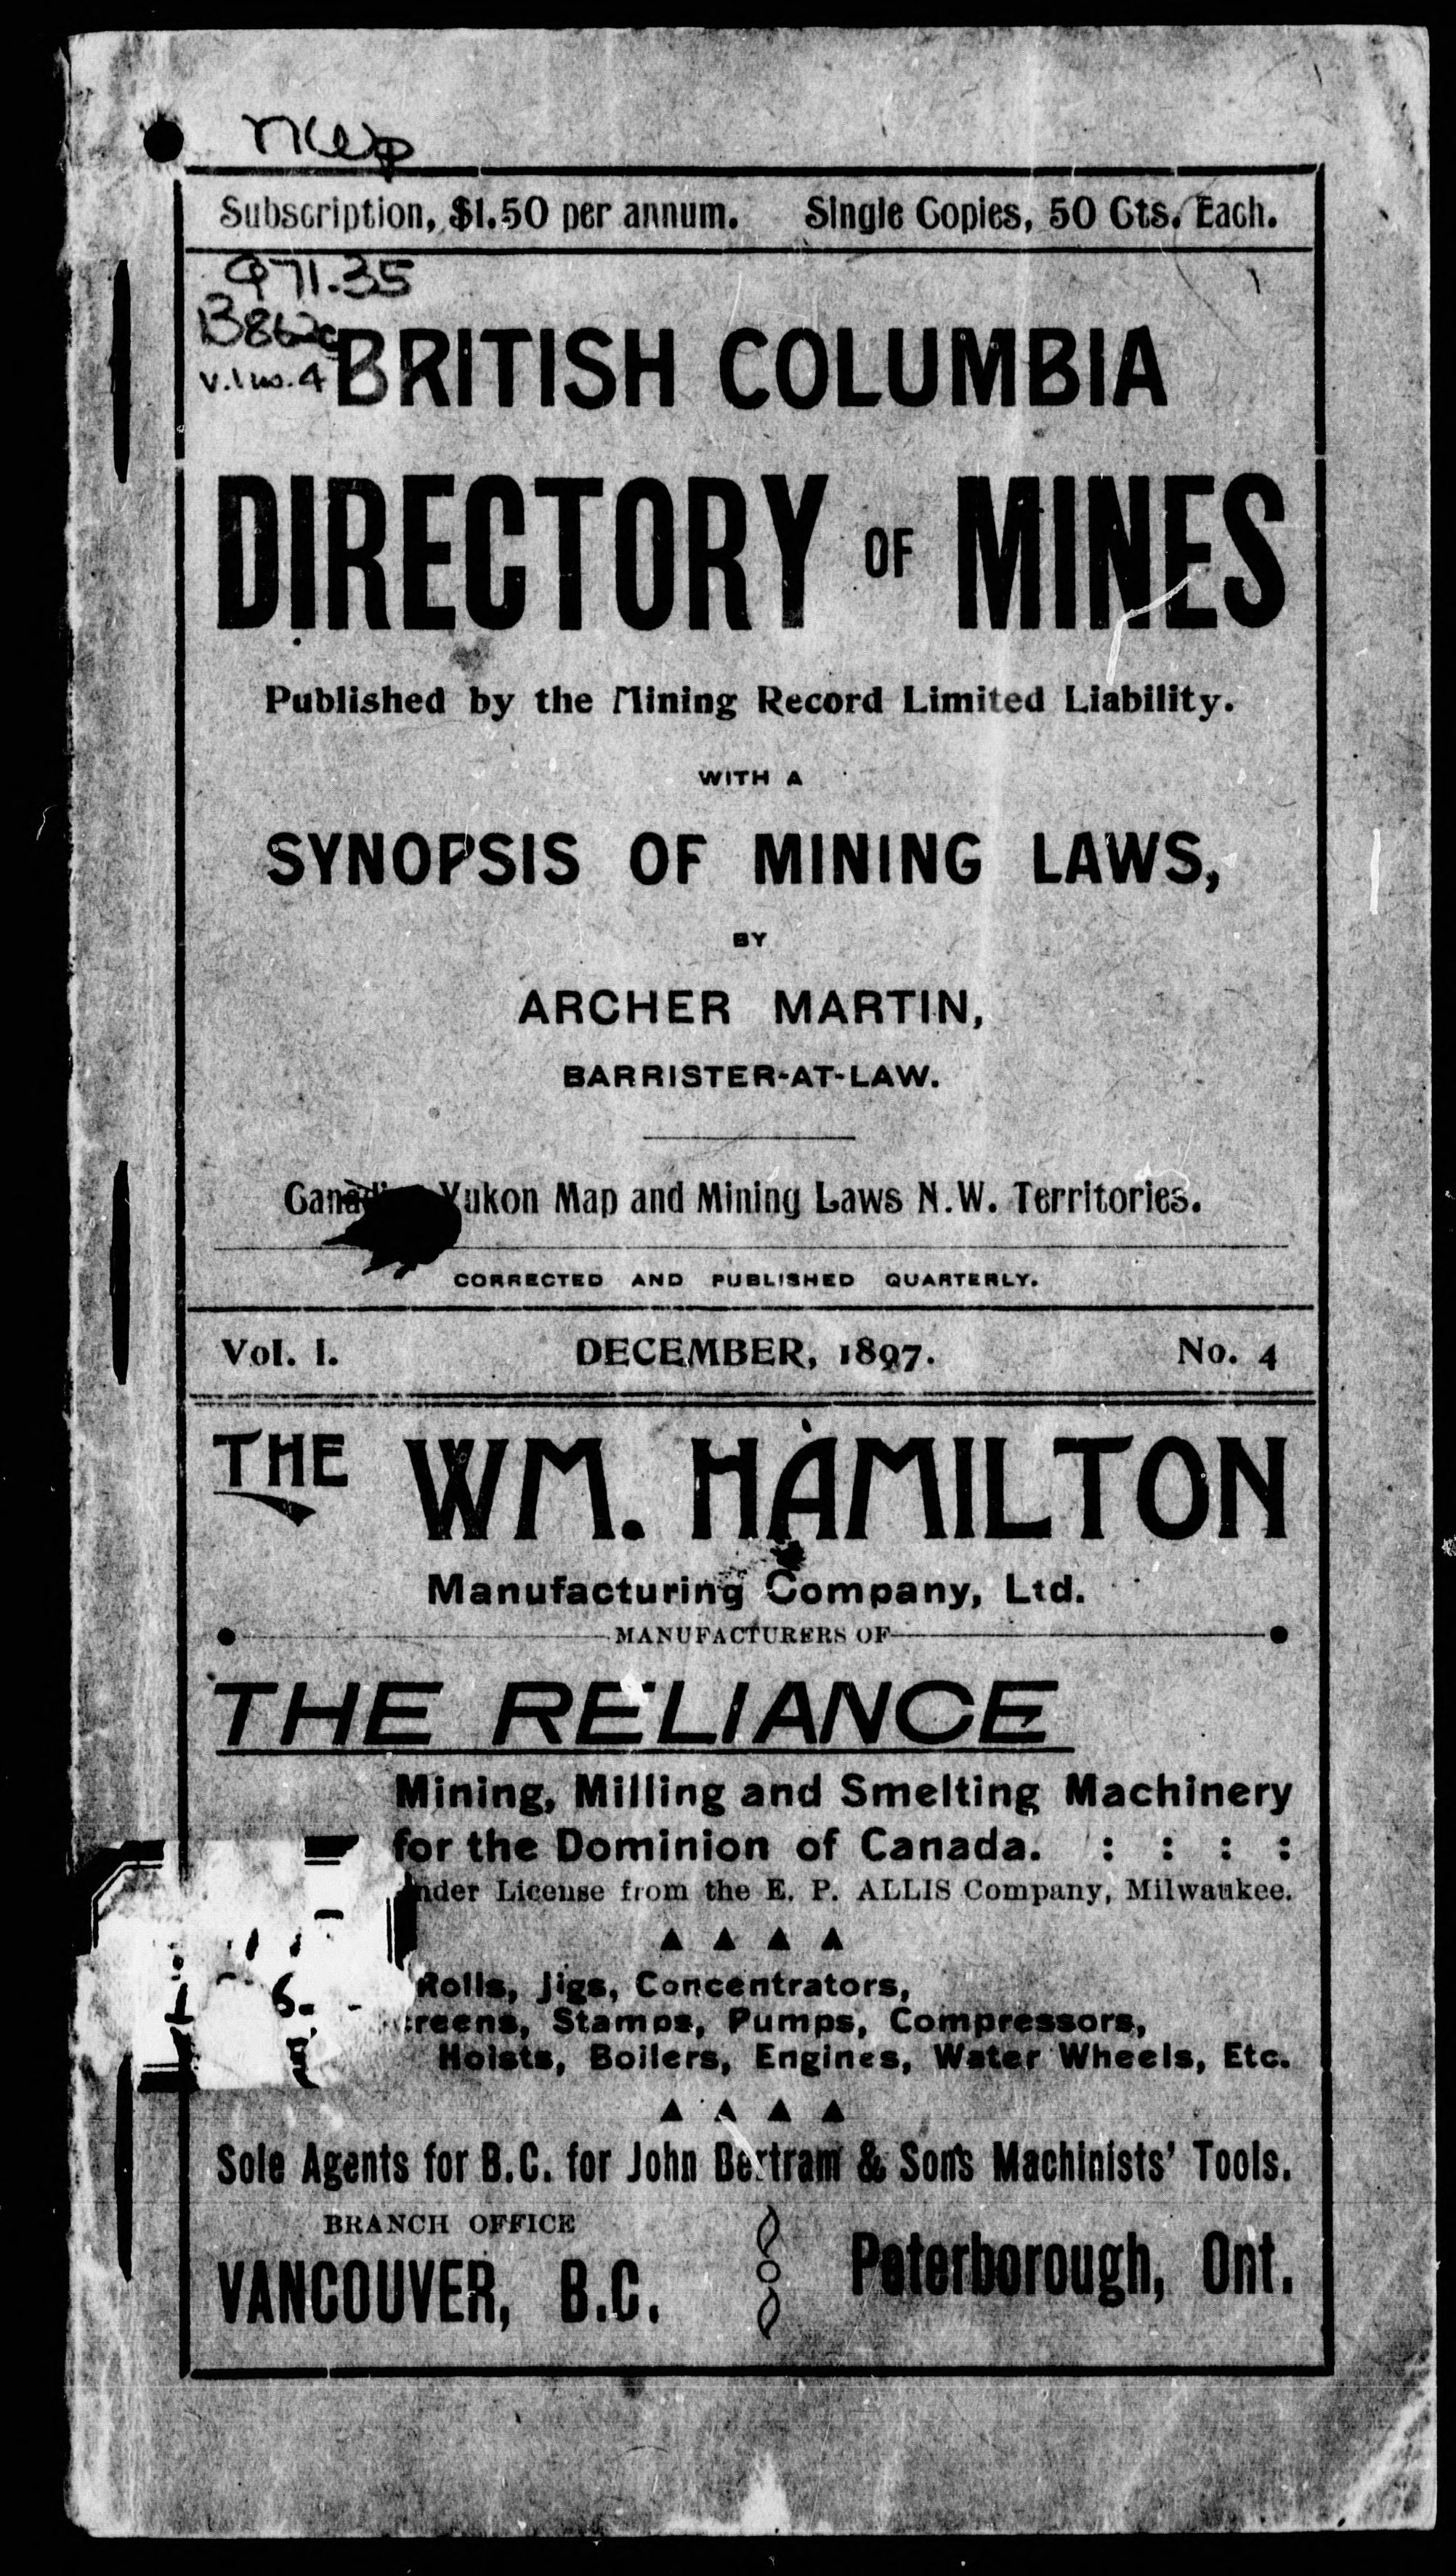 NWp
Subscription, $1.50 per annum. Single Copies, 50 Cts. Each.
971.35
B862c
v.1 no.4
BRITISH COLUMBIA
DIRECTORY OF MINES
Published by the Mining Record Limited Liability.
WITH A
SYNOPSIS OF MINING LAWS,
BY
ARCHER MARTIN,
BARRISTER-AT-LAW.
Yukon Map and Mining Laws N.W. Territories.
CORRECTED AND PUBLISHED QUARTERLY.
Vol. I. DECEMBER, 1897. No. 4
THE WM. HAMILTON
Manufacturing Company, Ltd.
MANUFACTURERS OF
THE RELIANCE
Mining, Milling and Smelting Machinery
for the Dominion of Canada. : : : :
License from the E. P. ALLIS Company, Milwaukee.
Rolls, Jigs, Concentrators,
Stamps, Pumps, Compressors,
Hoists, Boilers, Engines, Water Wheels, Etc.
Sole Agents for B.C. for John Bertram & Son's Machinists' Tools.
BRANCH OFFICE
VANCOUVER, B.C.
Peterborough, Ont.